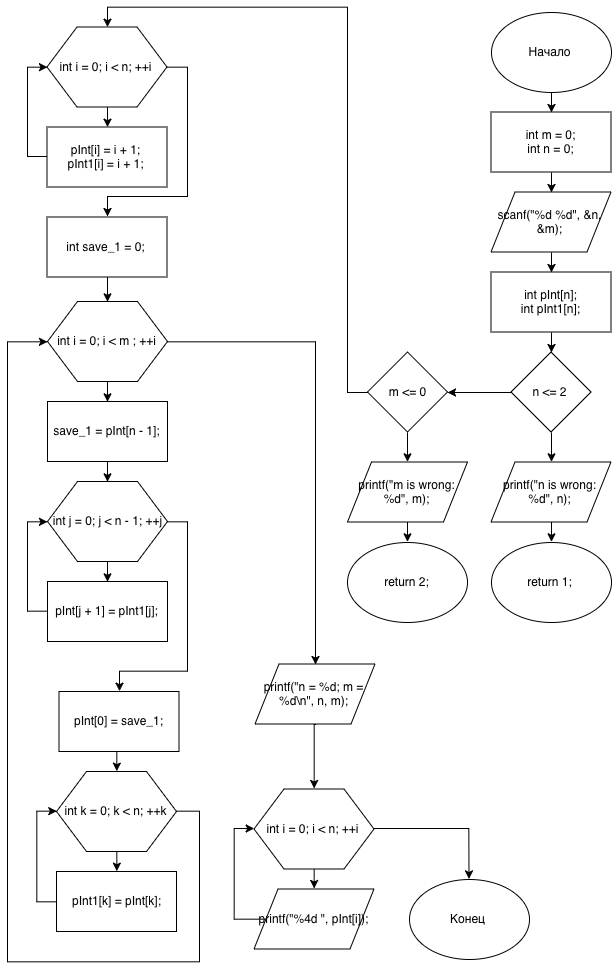 Начало
int m = 0;
int n = 0;
scanf("%d %d", &n,
&m);
int pInt[n];
int pInt1[n];
n <= 2
printf("n is wrong:
%d", n);
return 1;
m <= 0
printf("m is wrong:
%d", m);
return 2;
int i = 0; i < n; ++i
pInt[i] = i + 1;
pInt1[i] = i + 1;
int save_1 = 0;
int i = 0; i < m ; ++i
save_1 = pInt[n - 1];
int j = 0; j < n - 1; ++j
pInt[j + 1] = pInt1[j];
pInt[0] = save_1;
int k = 0; k < n; ++k
pInt1[k] = pInt[k];
printf("n = %d; m =
%d\n", n, m);
int i = 0; i < n; ++i
printf("%4d ", pInt[i]);
Конец